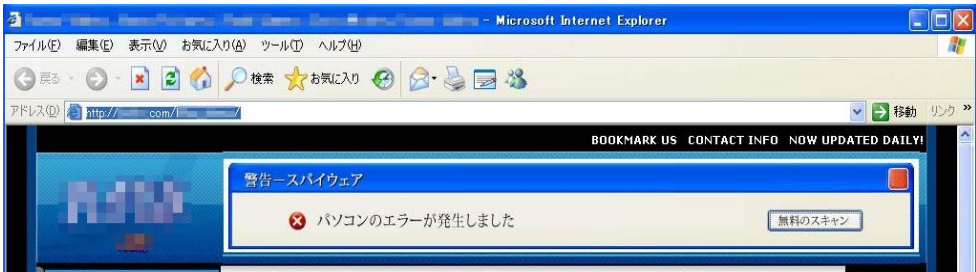 – Microsoft Internet Explorer
ファイル(F) 編集(E) 表示(V) お気に入り(A) ツール(T) ヘルプ(H)
戻る 検索 お気に入り
アドレス(D) http:// com/ / 移動 リンク »
BOOKMARK US CONTACT INFO NOW UPDATED DAILY!
警告－スパイウェア
パソコンのエラーが発生しました 無料のスキャン